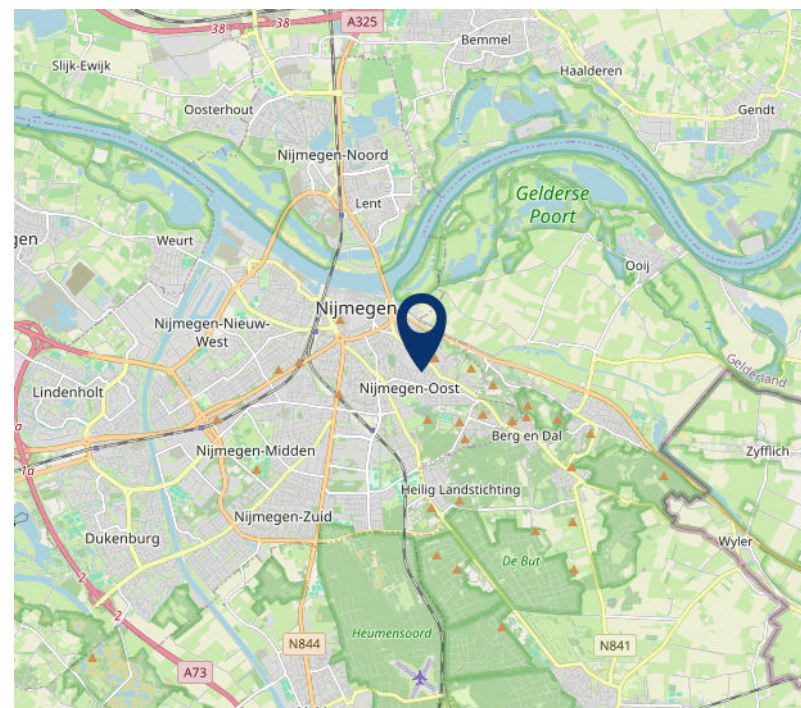 38
38
A325
Bemmel
Slijk-Ewijk
Haalderen
Oosterhout
Gendt
Nijmegen-Noord
Gelderse
Poort
Lent
gen
Weurt
Ooij
Nijmegen
Nijmegen-Nieuw-
West
Gelderland
Lindenholt
Nijmegen-Oost
a
Berg en Dal
Nijmegen-Midden
Zyfflich
1a
Heilig Landstichting
Nijmegen-Zuid
Dukenburg
Wyler
De But
2
2
Heumensoord
N844
N841
A73